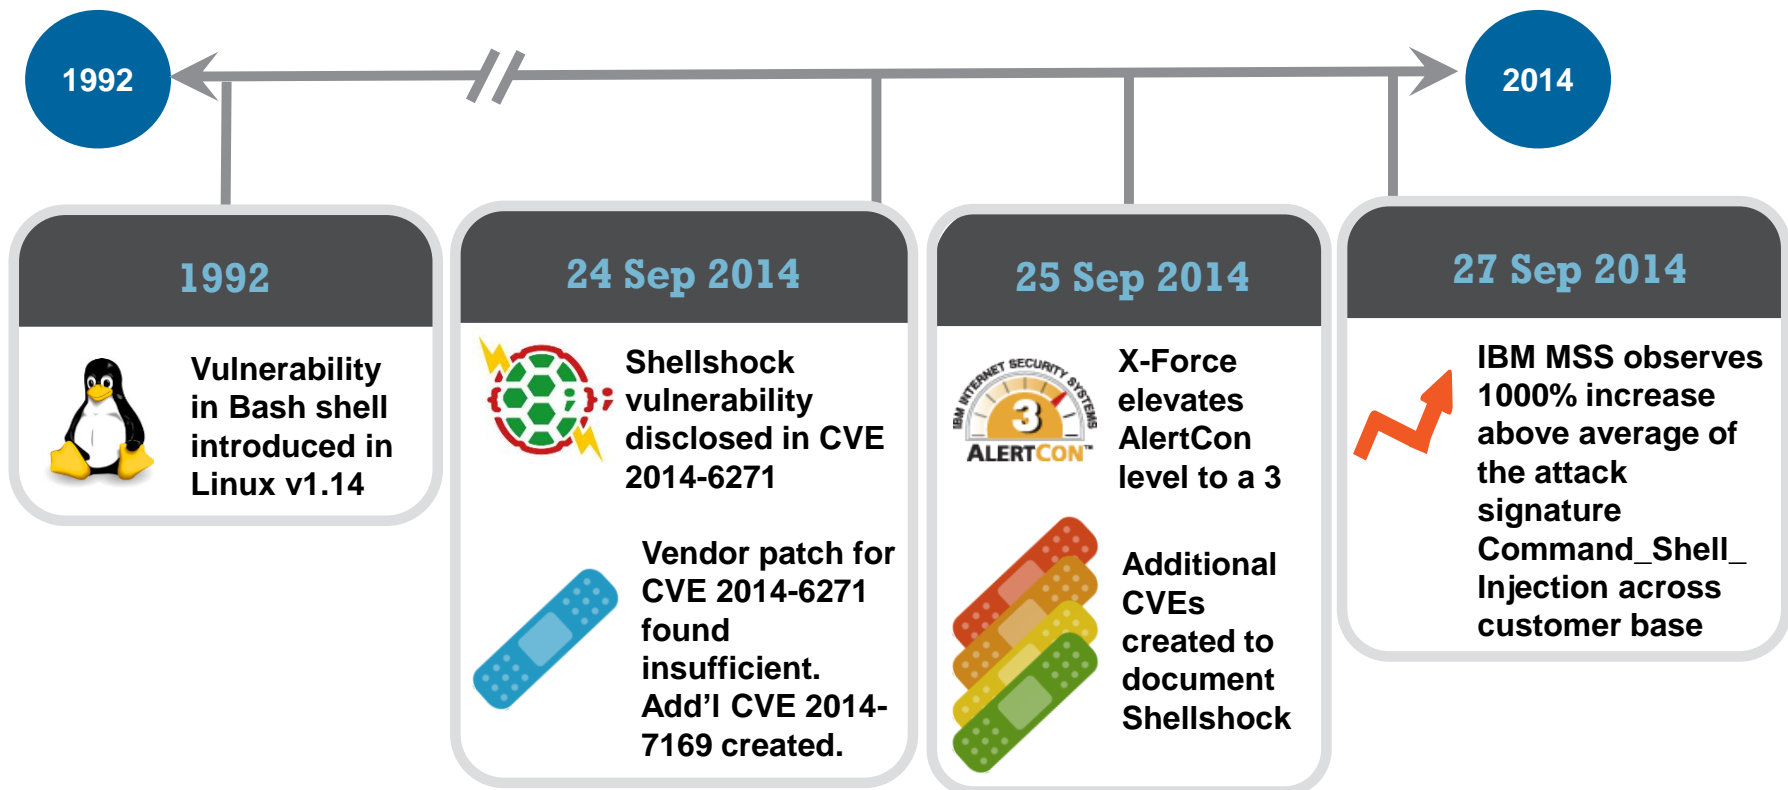 1992
2014
1992
Vulnerability
in Bash shell
introduced in
Linux v1.14
24 Sep 2014
Shellshock
vulnerability
disclosed in CVE
2014-6271
Vendor patch for
CVE 2014-6271
found
insufficient.
Add’l CVE 2014-
7169 created.
25 Sep 2014
IBM INTERNET SECURITY SYSTEMS
3
ALERTCON™
X-Force
elevates
AlertCon
level to a 3
Additional
CVEs
created to
document
Shellshock
27 Sep 2014
IBM MSS observes
1000% increase
above average of
the attack
signature
Command_Shell_
Injection across
customer base